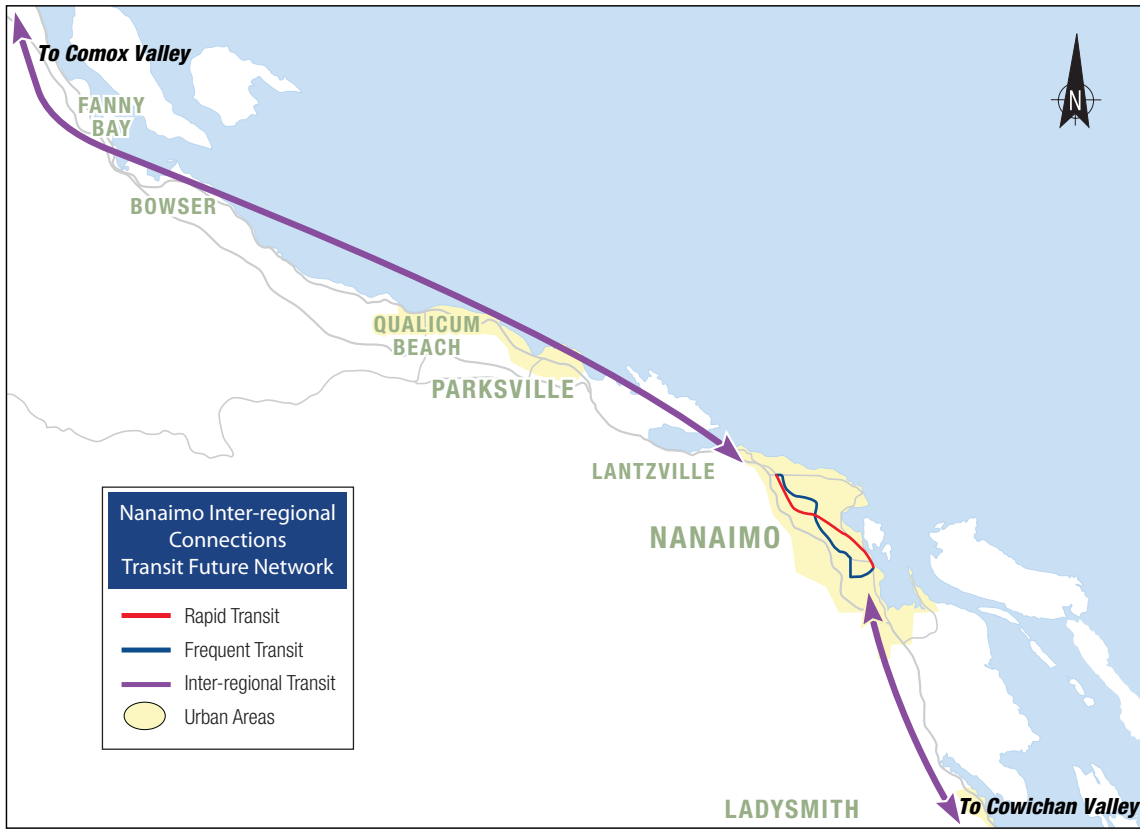 To Comox Valley
N
FANNY
BAY
BOWSER
QUALICUM
BEACH
PARKSVILLE
LANTZVILLE
NANAIMO
Nanaimo Inter-regional
Connections
Transit Future Network
Rapid Transit
Frequent Transit
Inter-regional Transit
Urban Areas
LADYSMITH
To Cowichan Valley